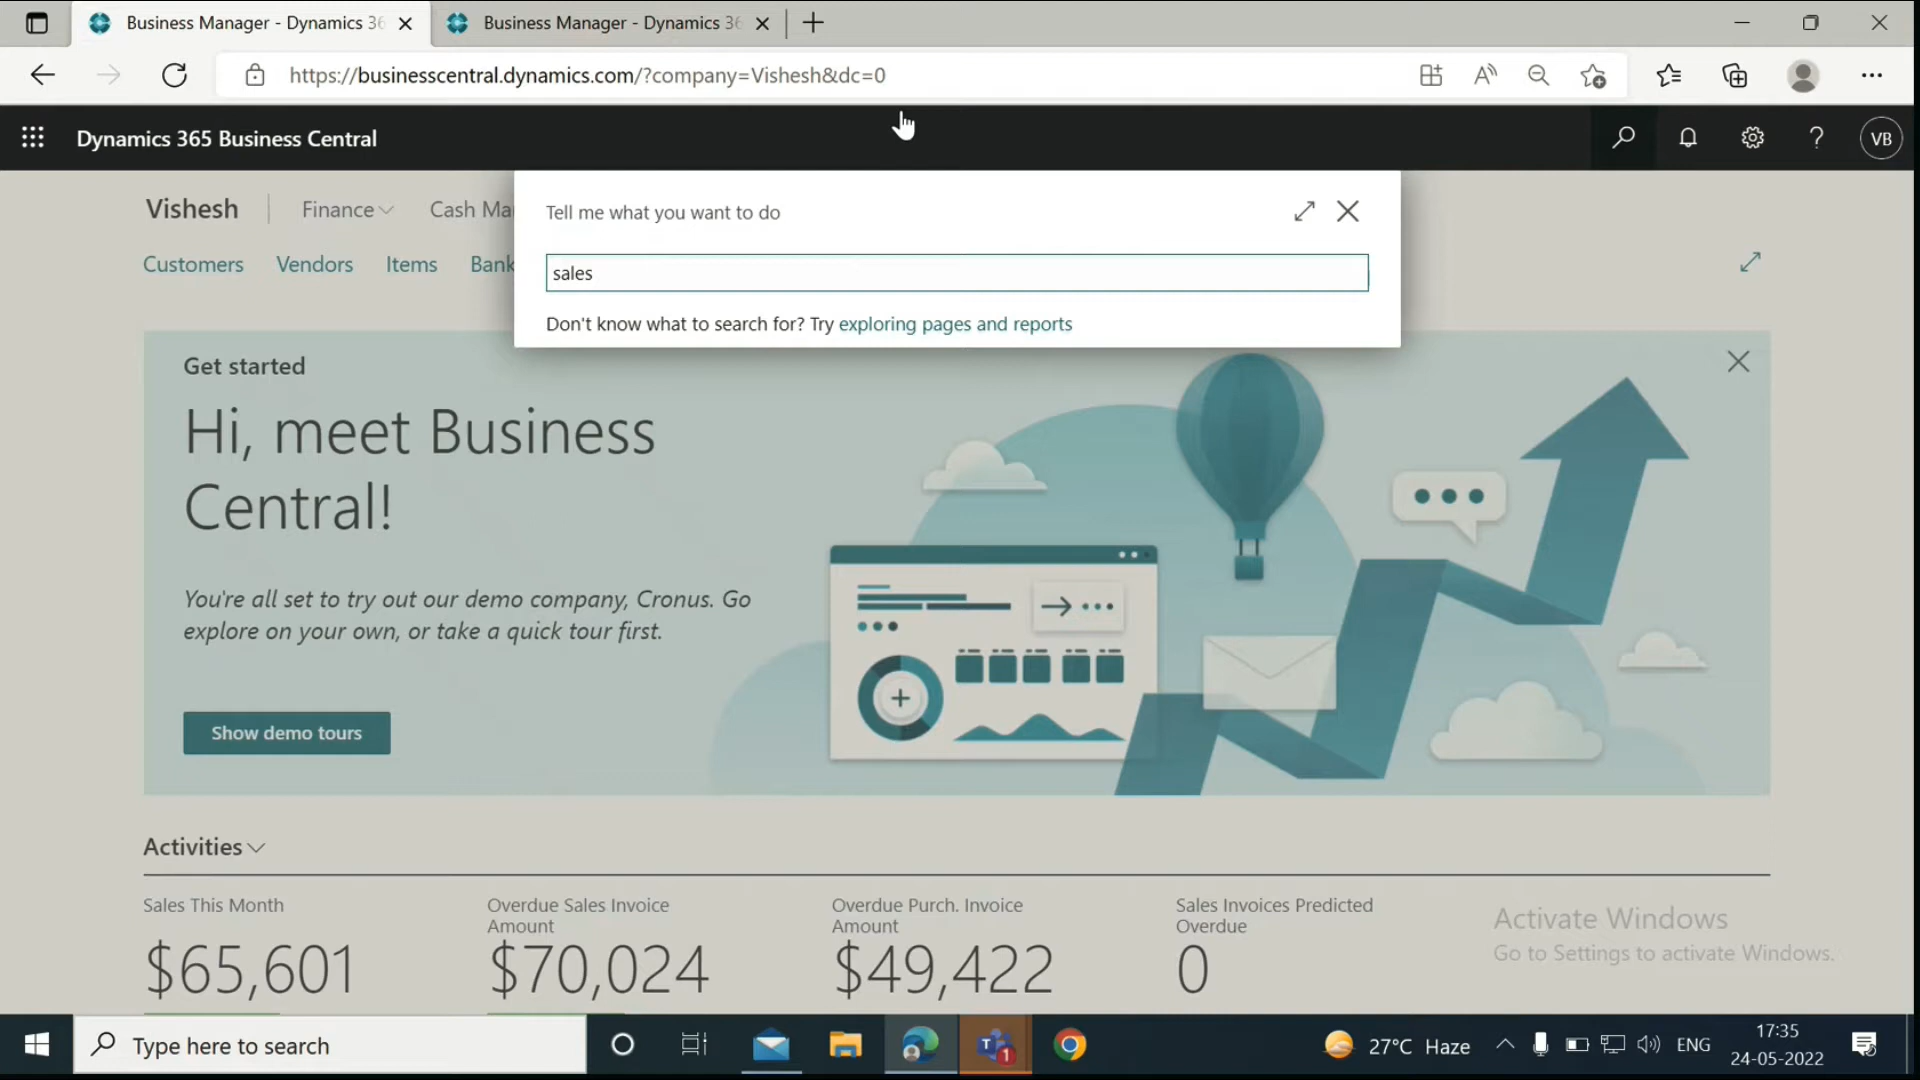 Business Manager - Dynamics 36
Business Manager - Dynamics 36
https://businesscentral.dynamics.com/?company=Vishesh&dc=0
Dynamics 365 Business Central
VB
Vishesh
Finance
Cash Ma
Tell me what you want to do
Customers
Vendors
Items
Bank
sales
Don't know what to search for? Try exploring pages and reports
Get started
Hi, meet Business
Central!
You're all set to try out our demo company, Cronus. Go
explore on your own, or take a quick tour first.
Show demo tours
Activities
Sales This Month
$65,601
Overdue Sales Invoice
Amount
$70,024
Overdue Purch. Invoice
Amount
$49,422
Sales Invoices Predicted
Overdue
0
Activate Windows
Go to Settings to activate Windows.
Type here to search
T
1
27°C Haze
ENG
17:35
24-05-2022